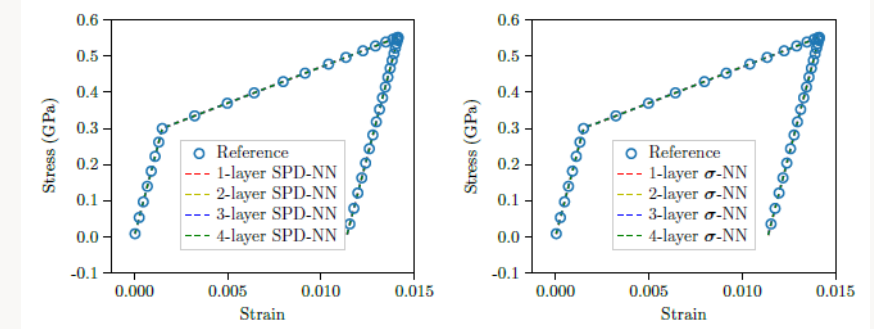 0.6
0.5
0.4
0.3
0.2
0.1
0.0
-0.1
Stress (GPa)
Reference
1-layer SPD-NN
2-layer SPD-NN
3-layer SPD-NN
4-layer SPD-NN
0.000 0.005 0.010 0.015
Strain
0.6
0.5
0.4
0.3
0.2
0.1
0.0
-0.1
Stress (GPa)
Reference
1-layer σ-NN
2-layer σ-NN
3-layer σ-NN
4-layer σ-NN
0.000 0.005 0.010 0.015
Strain